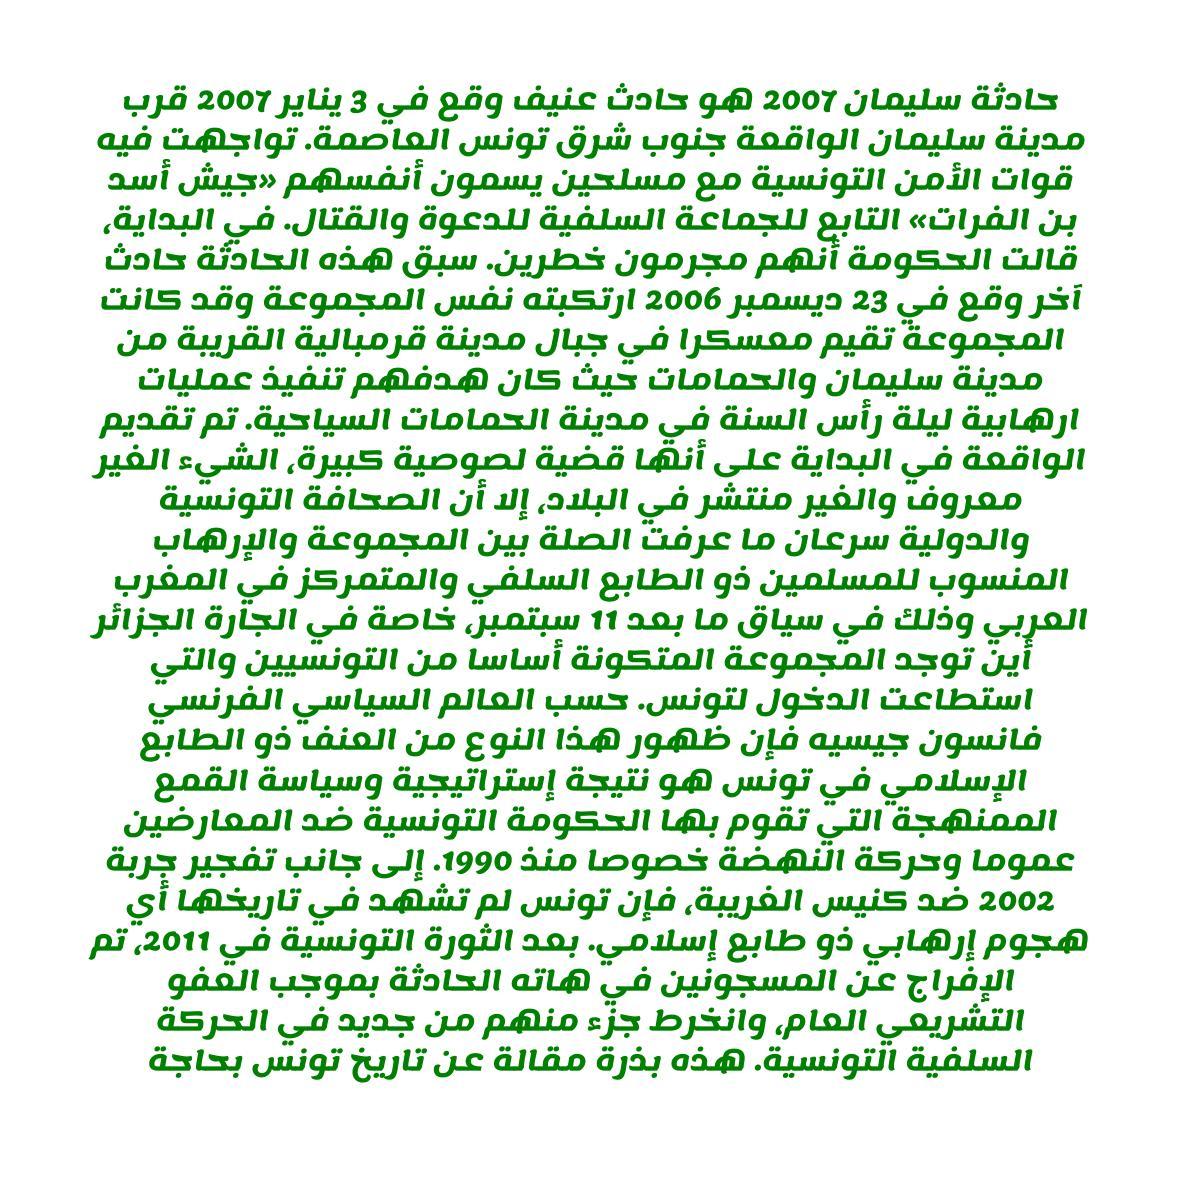 حادثة سليمان 2007 هو حادث عنيف وقع في 3 يناير 2007 قرب
مدينة سليمان الواقعة جنوب شرق تونس العاصمة. تواجهت فيه
قوات الأمن التونسية مع مسلحين يسمون أنفسهم «جيش أسد
بن الفرات» التابع للجماعة السلفية للدعوة والقتال. في البداية،
قالت الحكومة أنهم مجرمون خطرين. سبق هذه الحادثة حادث
آخر وقع في 23 ديسمبر 2006 ارتكبته نفس المجموعة وقد كانت
المجموعة تقيم معسكرا في جبال مدينة قرمبالية القريبة من
مدينة سليمان والحمامات حيث كان هدفهم تنفيذ عمليات
ارهابية ليلة رأس السنة في مدينة الحمامات السياحية. تم تقديم
الواقعة في البداية على أنها قضية لصوصية كبيرة، الشيء الغير
معروف والغير منتشر في البلاد، إلا أن الصحافة التونسية
والدولية سرعان ما عرفت الصلة بين المجموعة والإرهاب
المنسوب للمسلمين ذو الطابع السلفي والمتمركز في المغرب
العربي وذلك في سياق ما بعد 11 سبتمبر، خاصة في الجارة الجزائر
أين توجد المجموعة المتكونة أساسا من التونسيين والتي
استطاعت الدخول لتونس. حسب العالم السياسي الفرنسي
فانسون جيسيه فإن ظهور هذا النوع من العنف ذو الطابع
الإسلامي في تونس هو نتيجة إستراتيجية وسياسة القمع
الممنهجة التي تقوم بها الحكومة التونسية ضد المعارضين
عموما وحركة النهضة خصوصا منذ 1990. إلى جانب تفجير جربة
2002 ضد كنيس الغريبة، فإن تونس لم تشهد في تاريخها أي
هجوم إرهابي ذو طابع إسلامي. بعد الثورة التونسية في 2011، تم
الإفراج عن المسجونين في هاته الحادثة بموجب العفو
التشريعي العام، وانخرط جزء منهم من جديد في الحركة
السلفية التونسية. هذه بذرة مقالة عن تاريخ تونس بحاجة